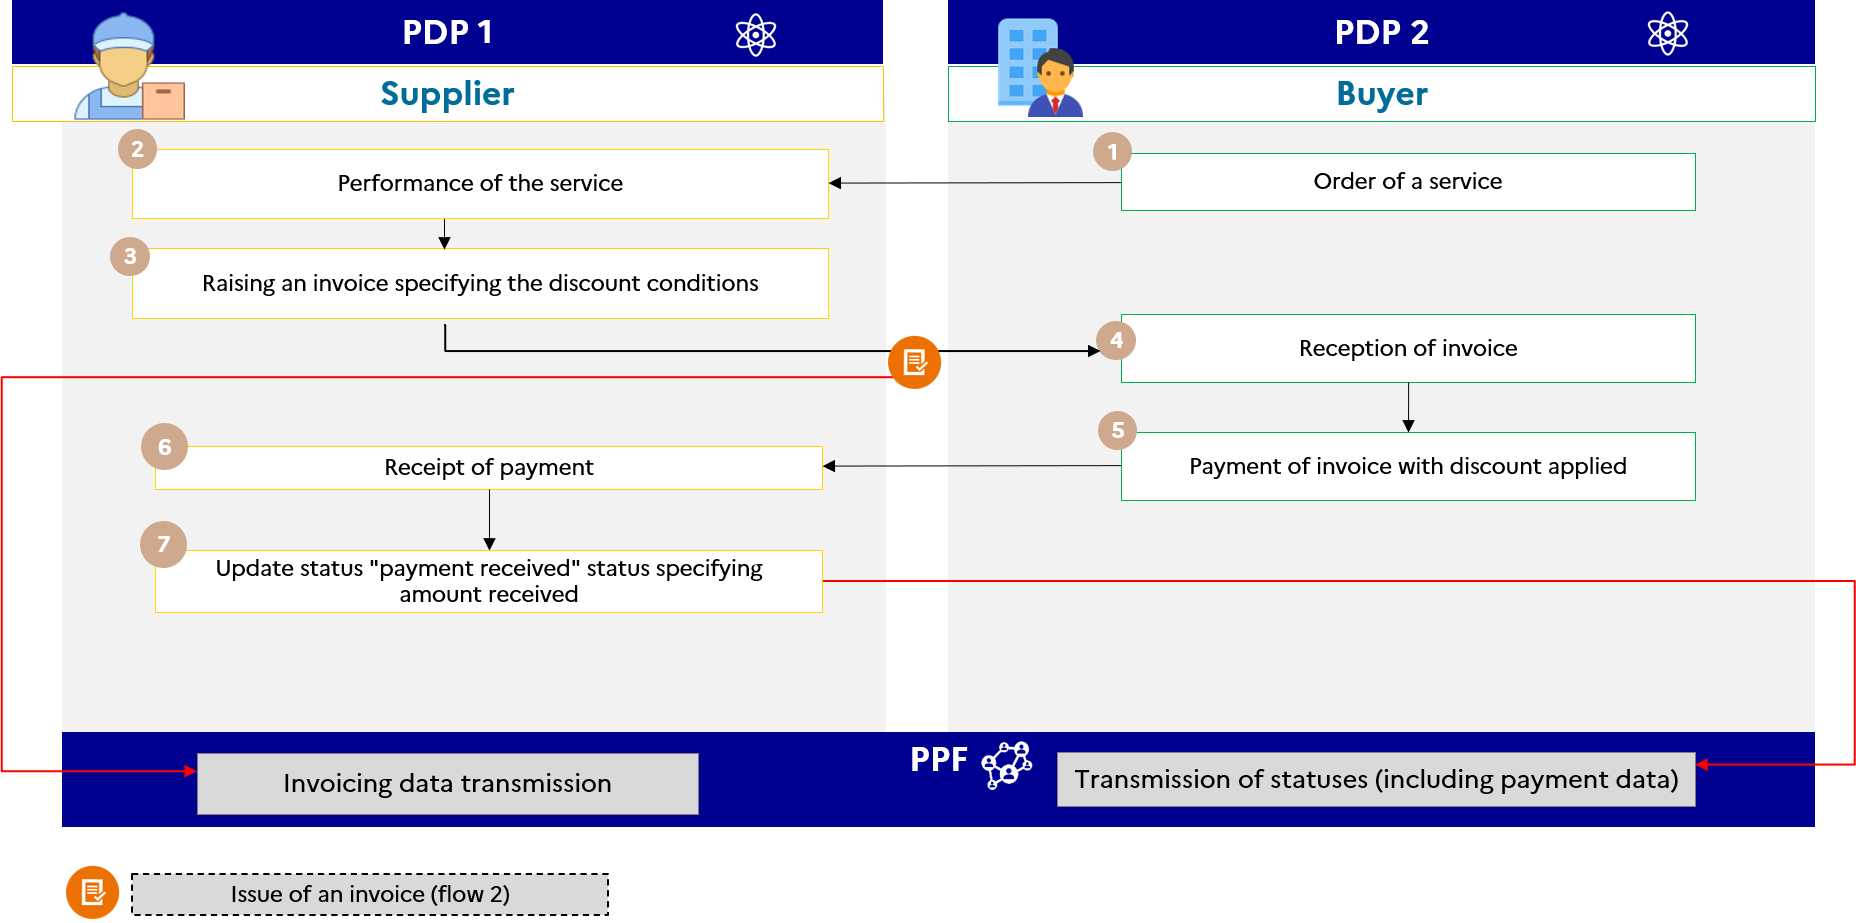 PDP 1
PDP 2
Supplier
Buyer
2
Performance of the service
1
Order of a service
3
Raising an invoice specifying the discount conditions
4
Reception of invoice
5
Payment of invoice with discount applied
6
Receipt of payment
7
Update status "payment received" status specifying
amount received
PPF
Invoicing data transmission
Transmission of statuses (including payment data)
Issue of an invoice (flow 2)